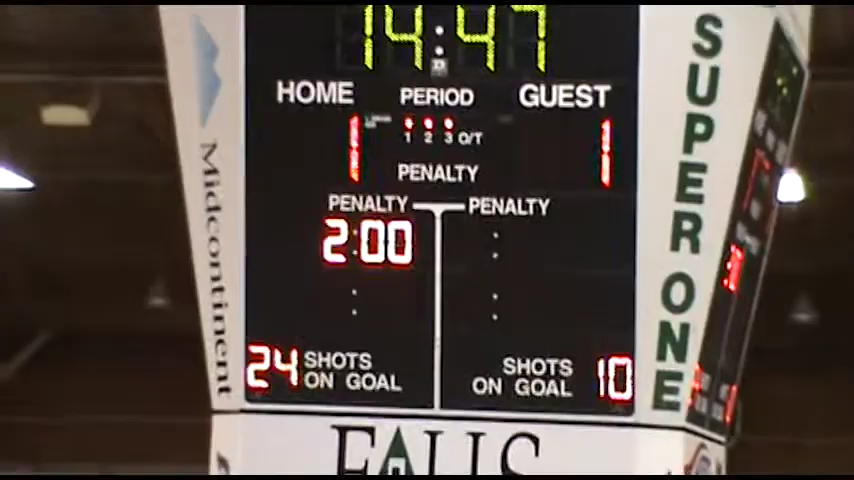 14:47
HOME PERIOD GUEST
1 1 2 3 O/T 1
PENALTY
PENALTY PENALTY
2:00
24 SHOTS ON GOAL
SHOTS ON GOAL 10
Midcontinent
SUPER ONE
FALLS